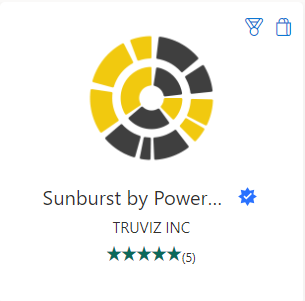 Sunburst by Power...
TRUVIZ INC
(5)